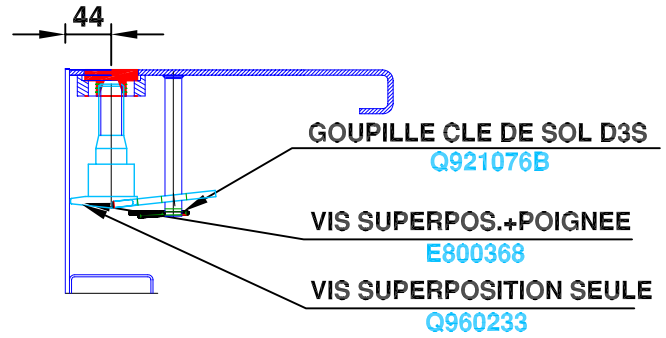 44
GOUPILLE CLE DE SOL D3S
Q921076B
VIS SUPERPOS.+POIGNEE
E800368
VIS SUPERPOSITION SEULE
Q960233